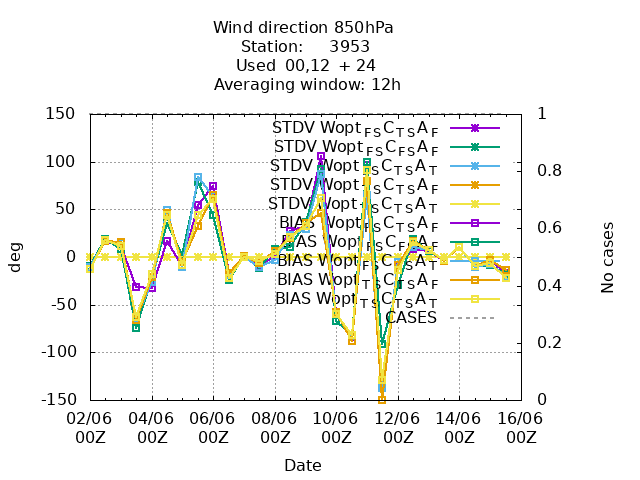 Wind direction 850hPa
Station: 3953
Used 00,12 + 24
Averaging window: 12h
150
100
50
0
-50
-100
-150
deg
1
0.8
0.6
0.4
0.2
0
No cases
STDV Wopt FS C TS A F
STDV Wopt FS C FS A F
STDV Wopt FS C TS A T
STDV Wopt TS C TS A F
STDV Wopt TS C TS A T
BIAS Wopt FS C TS A F
BIAS Wopt FS C FS A F
BIAS Wopt FS C TS A T
BIAS Wopt TS C TS A F
BIAS Wopt TS C TS A T
CASES
02/06 04/06 06/06 08/06 10/06 12/06 14/06 16/06
00Z 00Z 00Z 00Z 00Z 00Z 00Z 00Z
Date